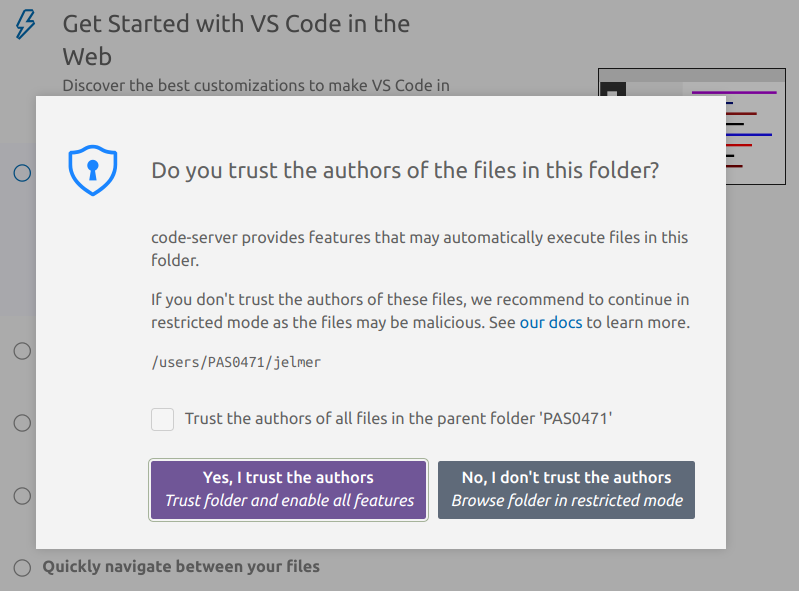 Get Started with VS Code in the
Web
Discover the best customizations to make VS Code in
Do you trust the authors of the files in this folder?
code-server provides features that may automatically execute files in this
folder.
If you don't trust the authors of these files, we recommend to continue in
restricted mode as the files may be malicious. See our docs to learn more.
/users/PAS0471/jelmer
Trust the authors of all files in the parent folder 'PAS0471'
Yes, I trust the authors
Trust folder and enable all features
No, I don't trust the authors
Browse folder in restricted mode
Quickly navigate between your files